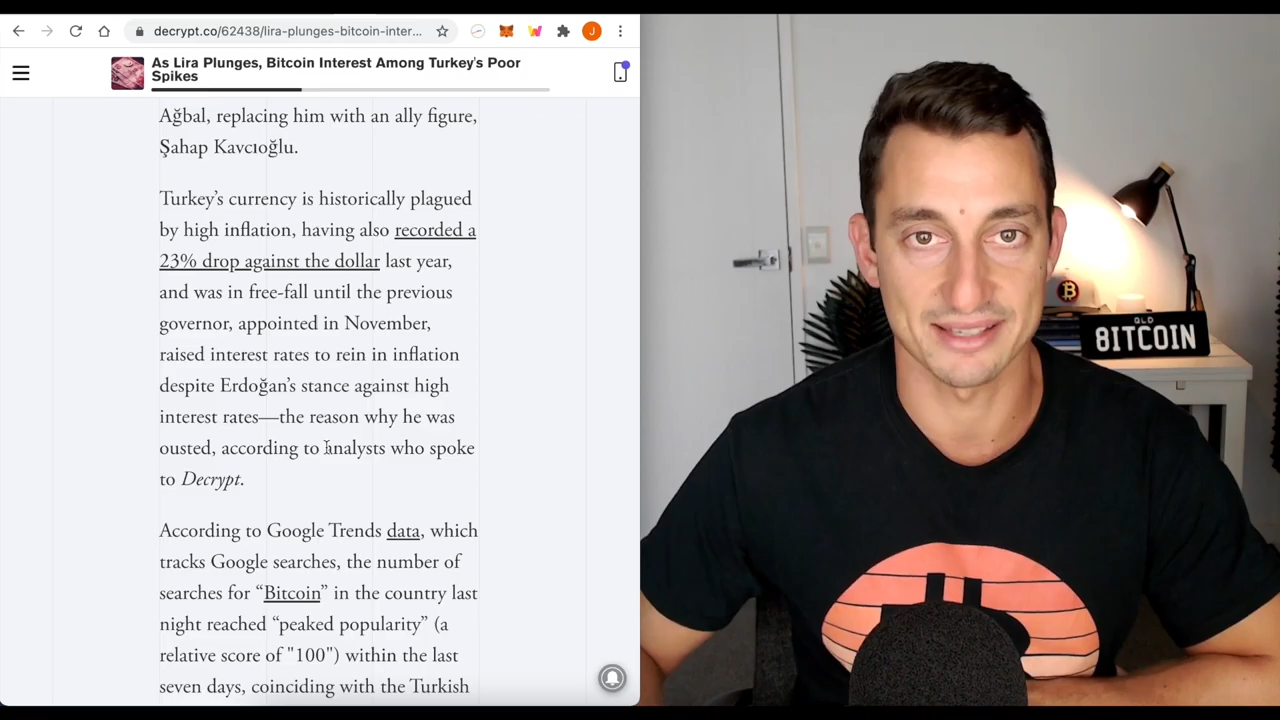 decrypt.co/62438/lira-plunges-bitcoin-inter...
J
As Lira Plunges, Bitcoin Interest Among Turkey's Poor
Spikes
Ağbal, replacing him with an ally figure,
Şahap Kavcıoğlu.
Turkey’s currency is historically plagued
by high inflation, having also recorded a
23% drop against the dollar last year,
and was in free-fall until the previous
governor, appointed in November,
raised interest rates to rein in inflation
despite Erdoğan’s stance against high
interest rates—the reason why he was
ousted, according to analysts who spoke
to Decrypt.
According to Google Trends data, which
tracks Google searches, the number of
searches for “Bitcoin” in the country last
night reached “peaked popularity” (a
relative score of "100") within the last
seven days, coinciding with the Turkish
QLD
8ITCOIN